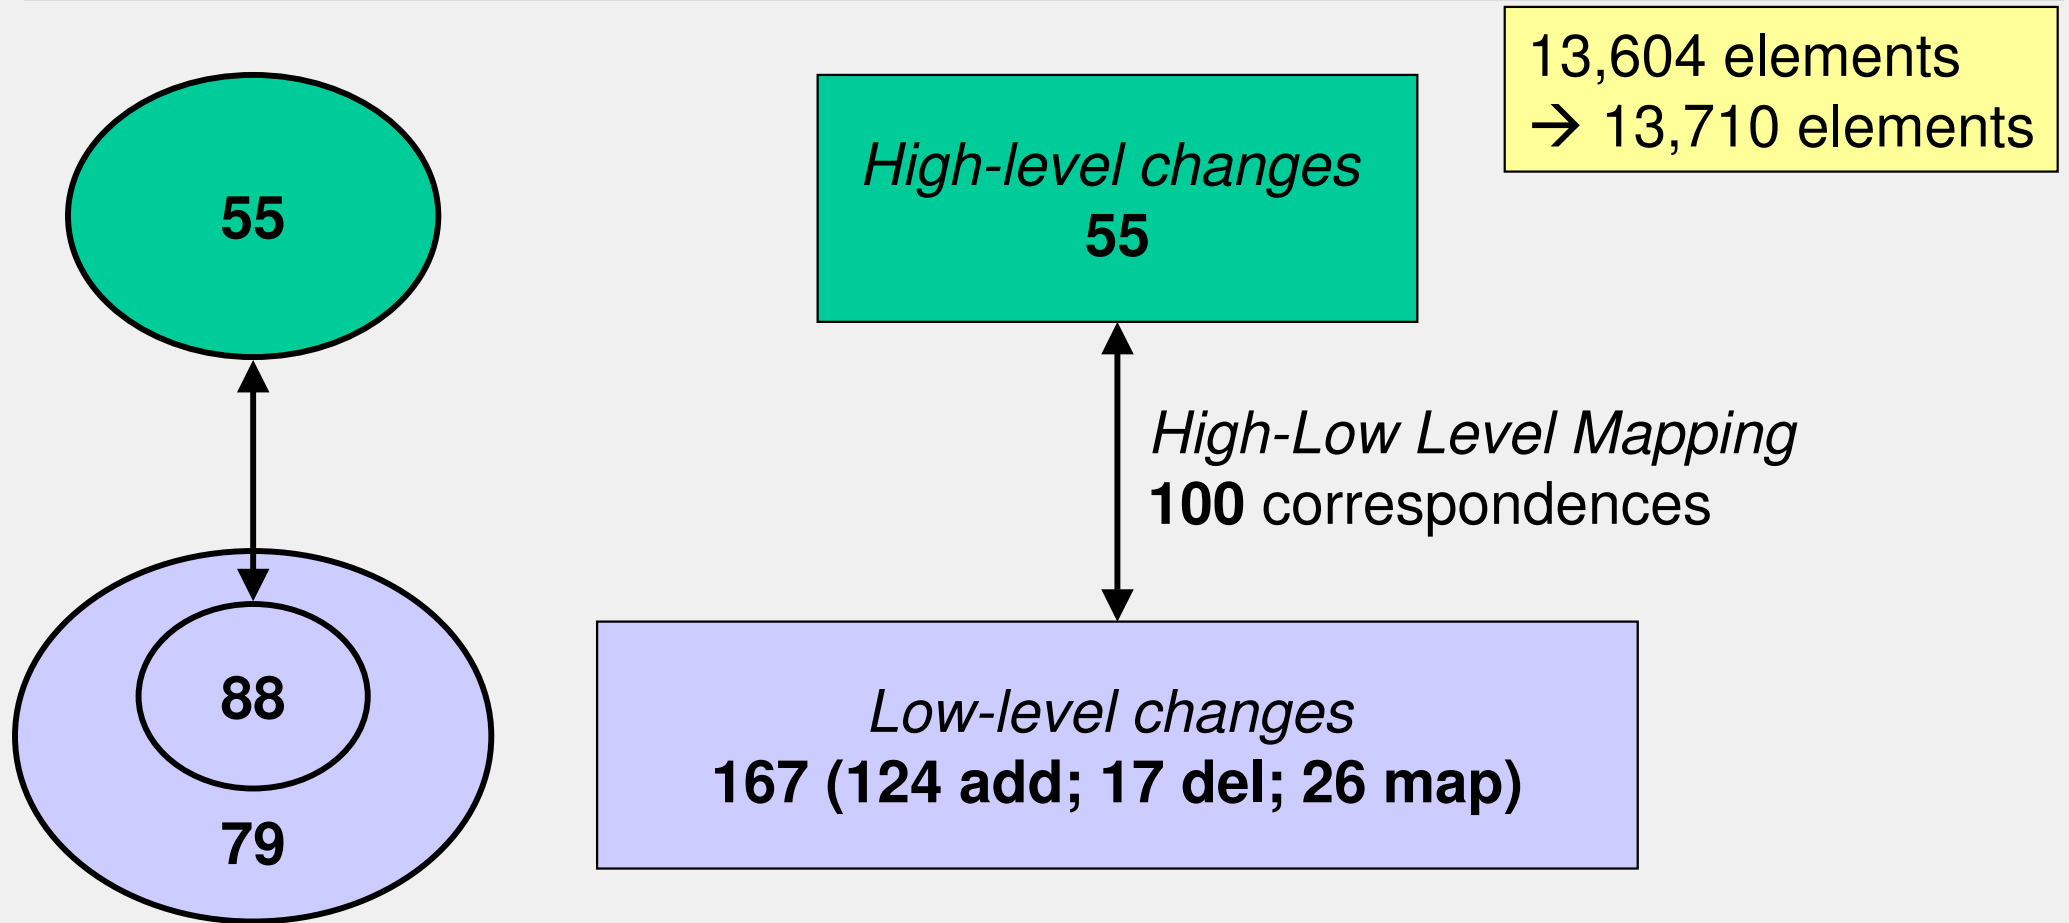 13,604 elements
→ 13,710 elements
55
High-level changes
55
High-Low Level Mapping
100 correspondences
88
79
Low-level changes
167 (124 add; 17 del; 26 map)